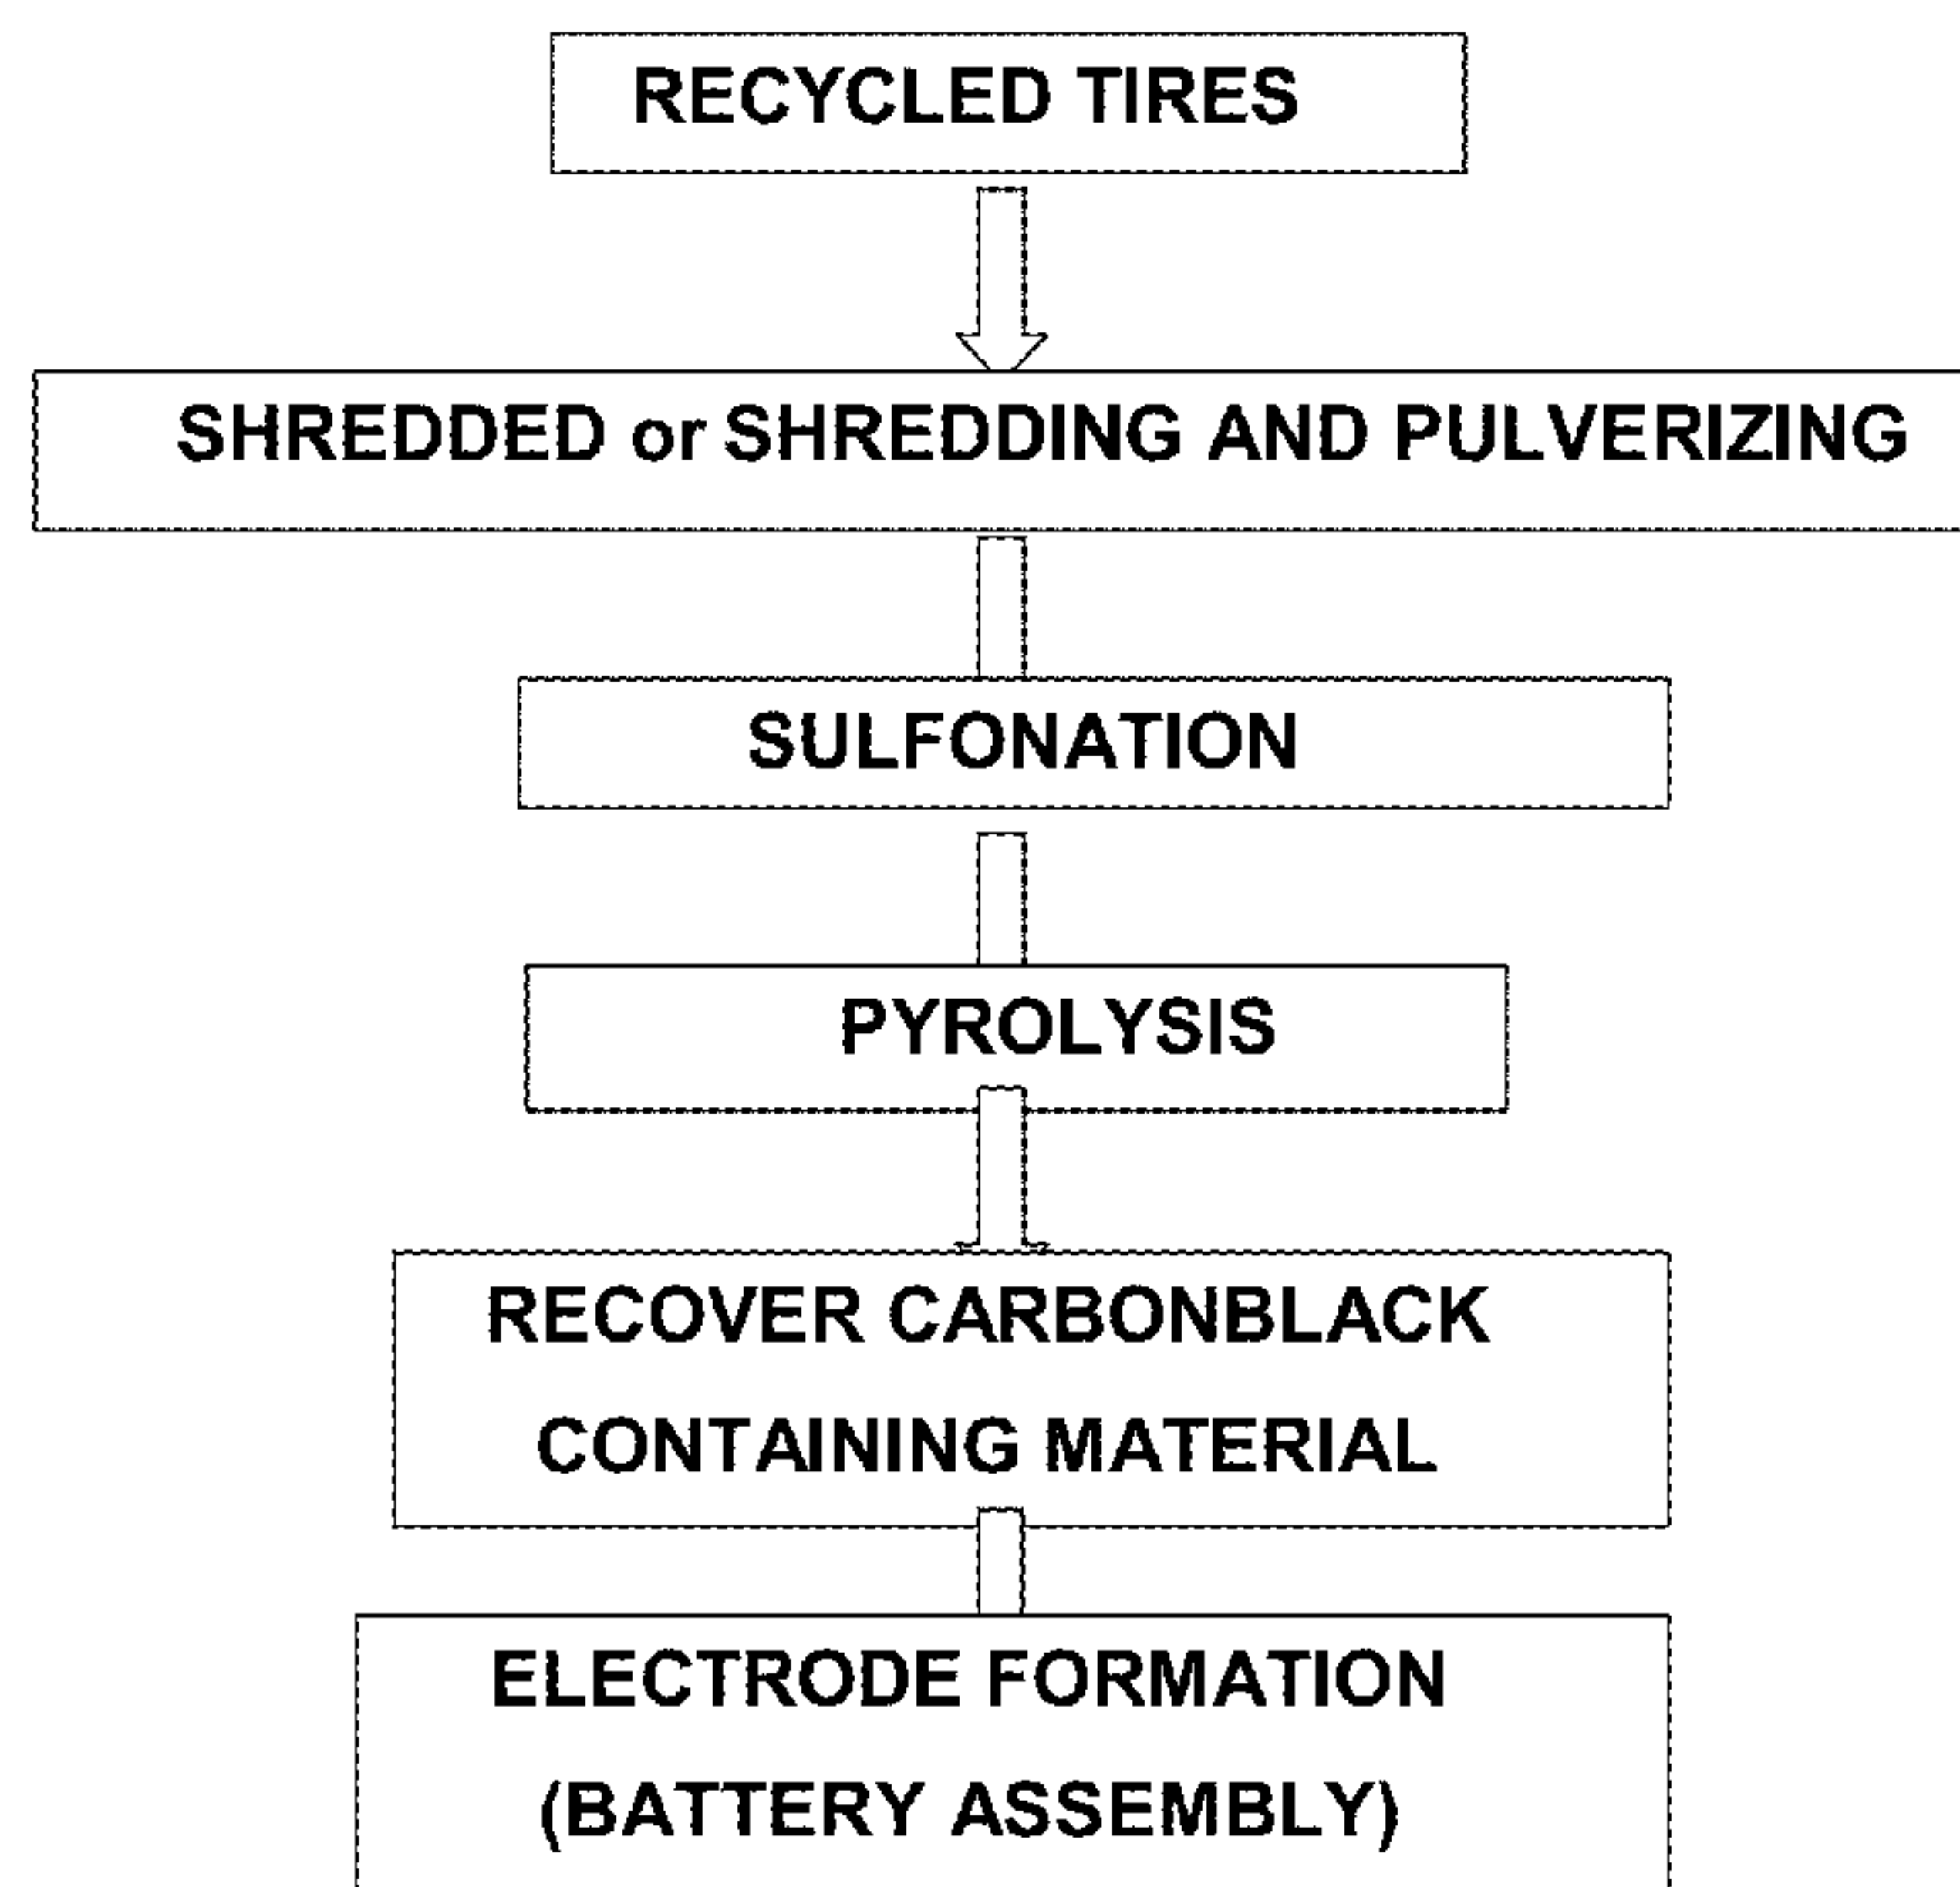 RECYCLED TIRES
SHREDDED or SHREDDING AND PULVERIZING
SULFONATION
PYROLYSIS
RECOVER CARBONBLACK
CONTAINING MATERIAL
ELECTRODE FORMATION
(BATTERY ASSEMBLY)